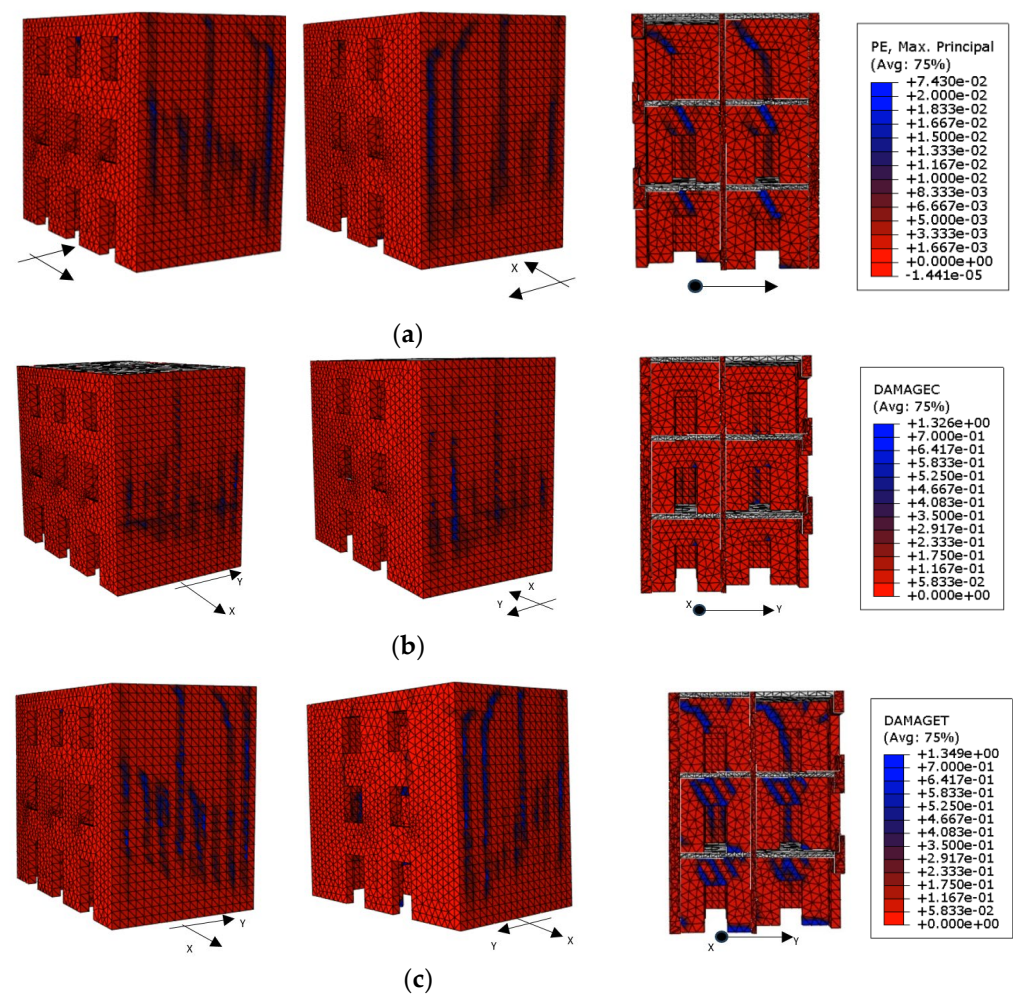 PE, Max. Principal
(Avg: 75%)
+7.430e-02
+2.000e-02
+1.833e-02
+1.667e-02
+1.500e-02
+1.333e-02
+1.167e-02
+1.000e-02
+8.333e-03
+6.667e-03
+5.000e-03
+3.333e-03
+1.667e-03
+0.000e+00
-1.441e-05
X
(a)
DAMAGEC
(Avg: 75%)
+1.326e+00
+7.000e-01
+6.417e-01
+5.833e-01
+5.250e-01
+4.667e-01
+4.083e-01
+3.500e-01
+2.917e-01
+2.333e-01
+1.750e-01
+1.167e-01
+5.833e-02
+0.000e+00
Y
X
X
Y
X
Y
(b)
DAMAGET
(Avg: 75%)
+1.349e+00
+7.000e-01
+6.417e-01
+5.833e-01
+5.250e-01
+4.667e-01
+4.083e-01
+3.500e-01
+2.917e-01
+2.333e-01
+1.750e-01
+1.167e-01
+5.833e-02
+0.000e+00
Y
X
Y
X
X
Y
(c)